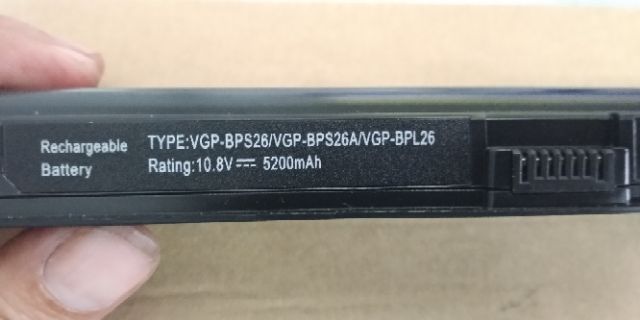 Rechargeable
Battery
TYPE:VGP-BPS26/VGP-BPS26A/VGP-BPL26
Rating:10.8V⎓ 5200mAh